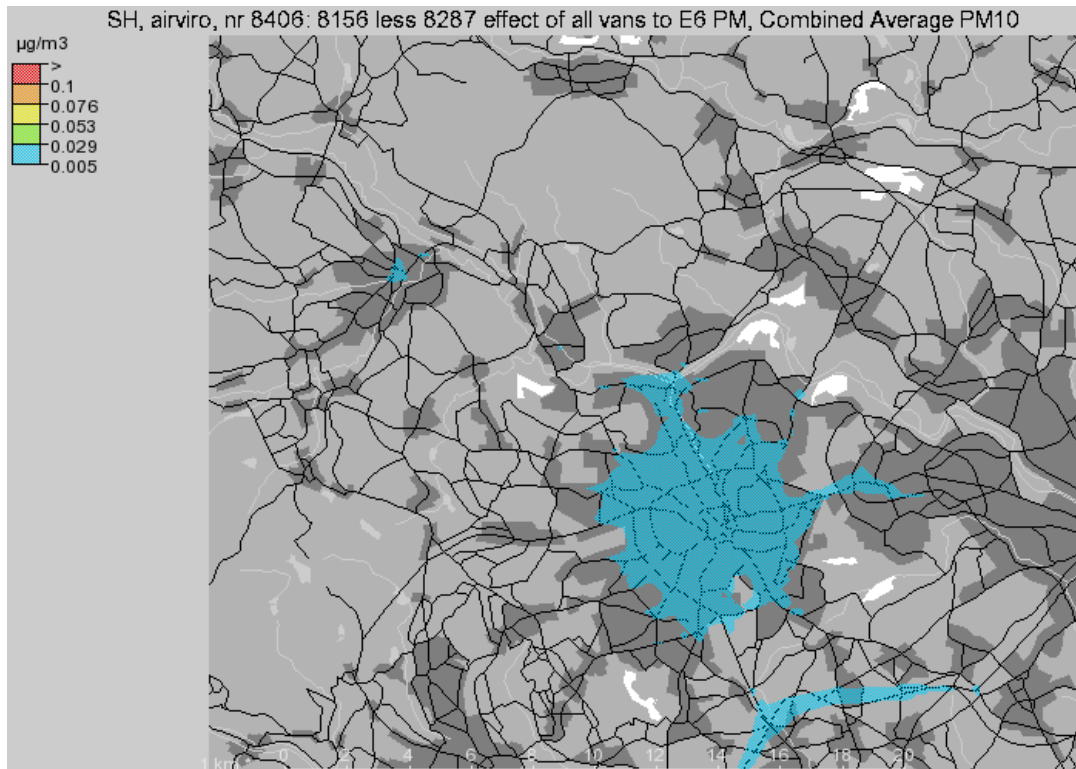 SH, airviro, nr 8406: 8156 less 8287 effect of all vans to E6 PM, Combined Average PM10
µg/m3
>
0.1
0.076
0.053
0.029
0.005
1 km 0 2 4 6 8 10 12 14 16 18 20